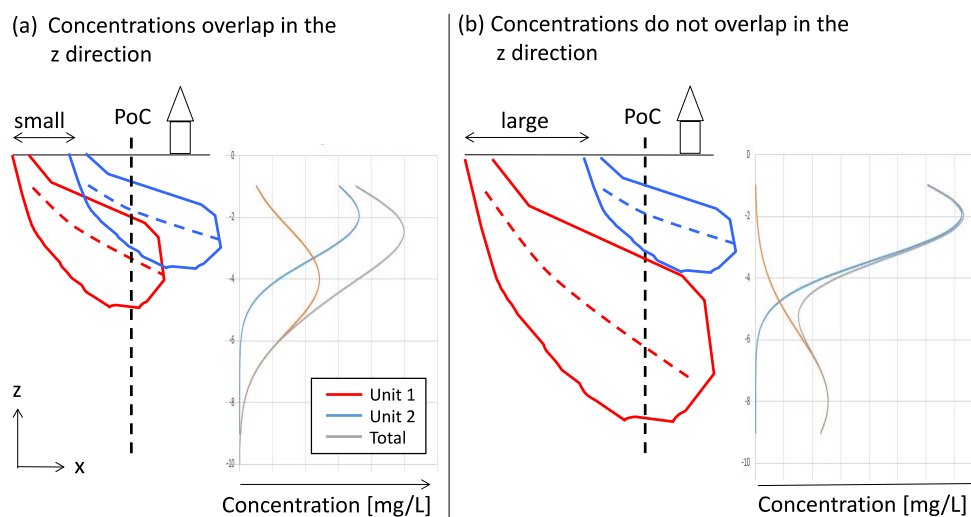 (a) Concentrations overlap in the
z direction
small
PoC
0
-2
-4
-6
-8
-10
Unit 1
Unit 2
Total
z
x
Concentration [mg/L]
(b) Concentrations do not overlap in the
z direction
large
PoC
0
-2
-4
-6
-8
-10
Concentration [mg/L]